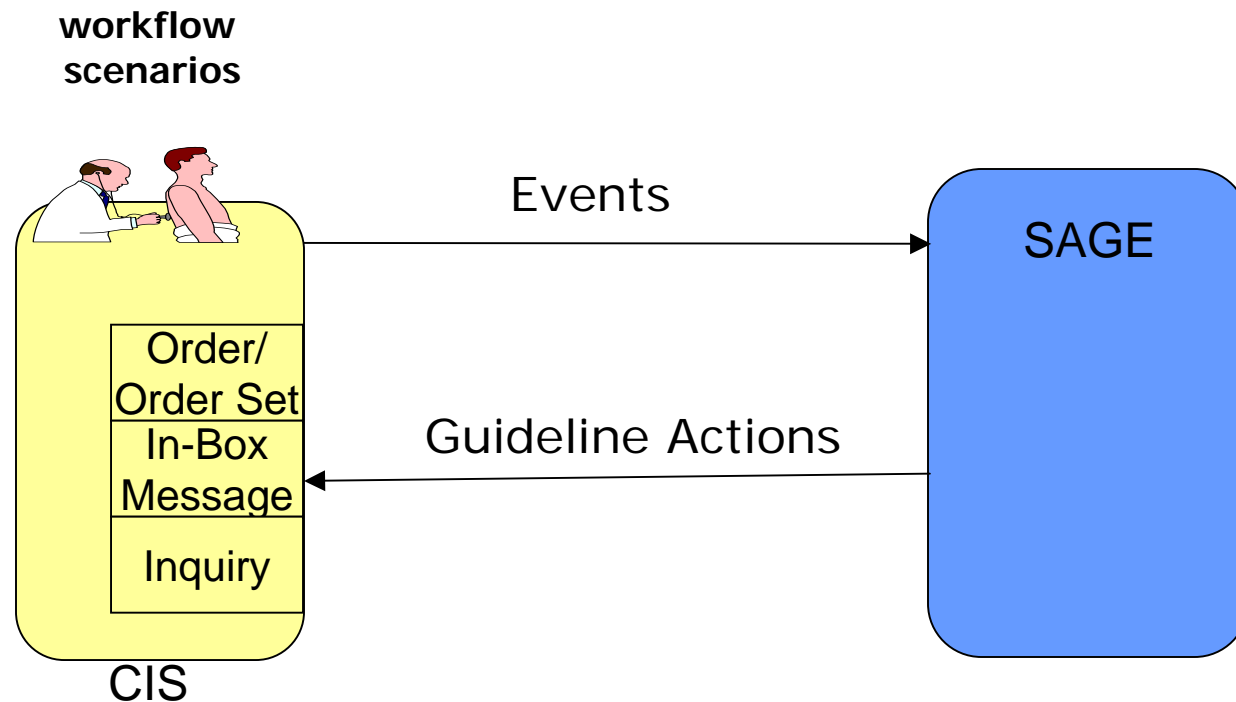 workflow
scenarios
Events
SAGE
Order/
Order Set
In-Box
Message
Inquiry
Guideline Actions
CIS